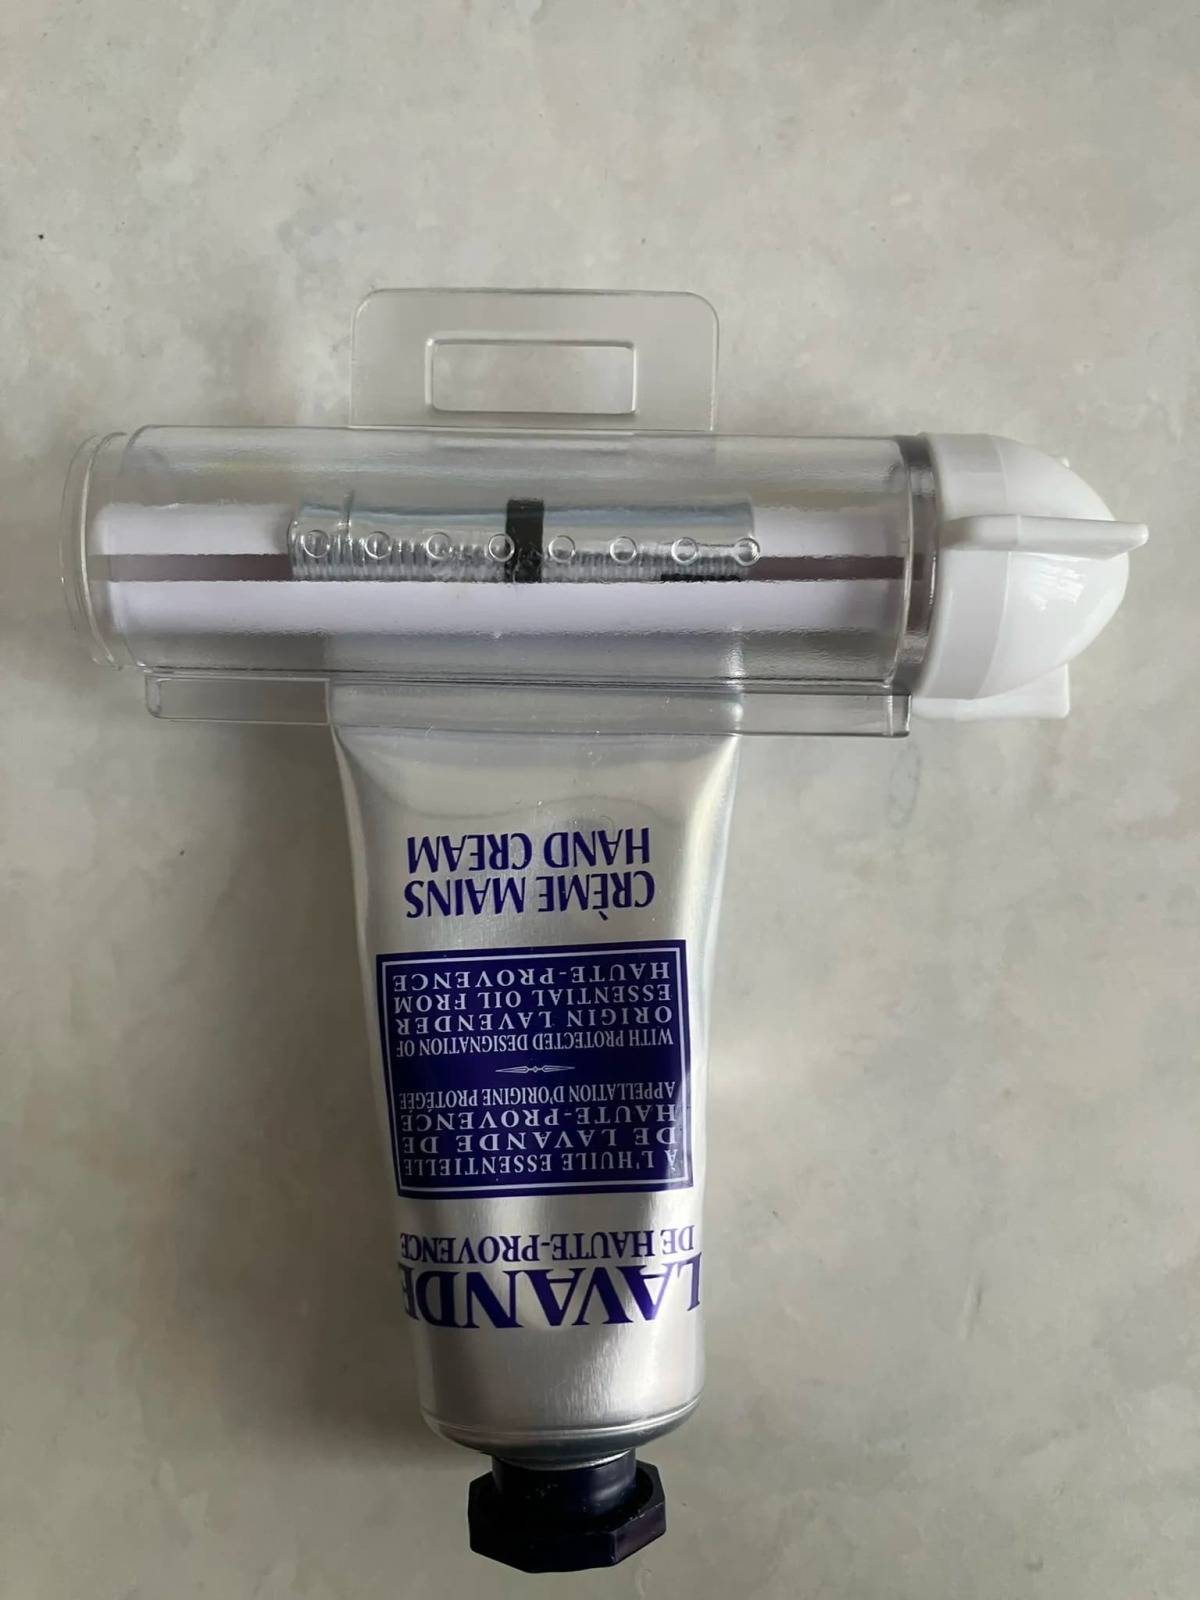 LAVANDE
DE HAUTE-PROVENCE
À L'HUILE ESSENTIELLE
DE LAVANDE DE
HAUTE-PROVENCE
APPELLATION D'ORIGINE PROTÉGÉE
WITH PROTECTED DESIGNATION OF
ORIGIN LAVENDER
ESSENTIAL OIL FROM
HAUTE-PROVENCE
CRÈME MAINS
HAND CREAM